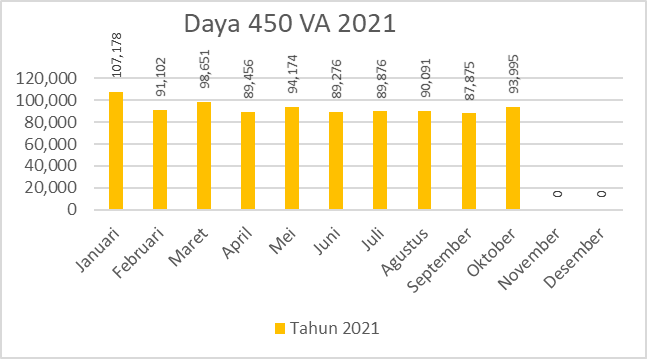 Daya 450 VA 2021
107,178
91,102
98,651
89,456
94,174
89,276
89,876
90,091
87,875
93,995
0
0
120,000
100,000
80,000
60,000
40,000
20,000
0
Januari
Februari
Maret
April
Mei
Juni
Juli
Agustus
September
Oktober
November
Desember
Tahun 2021